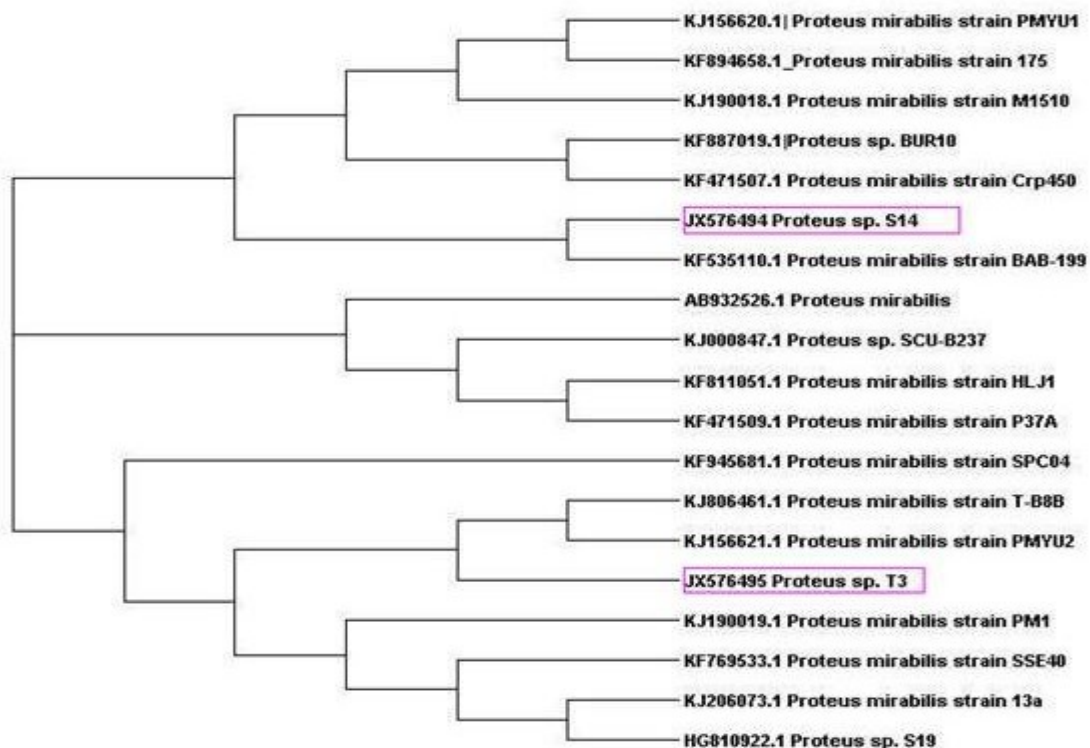 KJ156620.1| Proteus mirabilis strain PMYU1
KF894658.1_Proteus mirabilis strain 175
KJ190018.1 Proteus mirabilis strain M1510
KF887019.1|Proteus sp. BUR10
KF471507.1 Proteus mirabilis strain Crp450
JX576494 Proteus sp. S14
KF535110.1 Proteus mirabilis strain BAB-199
AB932526.1 Proteus mirabilis
KJ000847.1 Proteus sp. SCU-B237
KF811051.1 Proteus mirabilis strain HLJ1
KF471509.1 Proteus mirabilis strain P37A
KF945681.1 Proteus mirabilis strain SPC04
KJ806461.1 Proteus mirabilis strain T-B8B
KJ156621.1 Proteus mirabilis strain PMYU2
JX576495 Proteus sp. T3
KJ190019.1 Proteus mirabilis strain PM1
KF769533.1 Proteus mirabilis strain SSE40
KJ206073.1 Proteus mirabilis strain 13a
HG810922.1 Proteus sp. S19